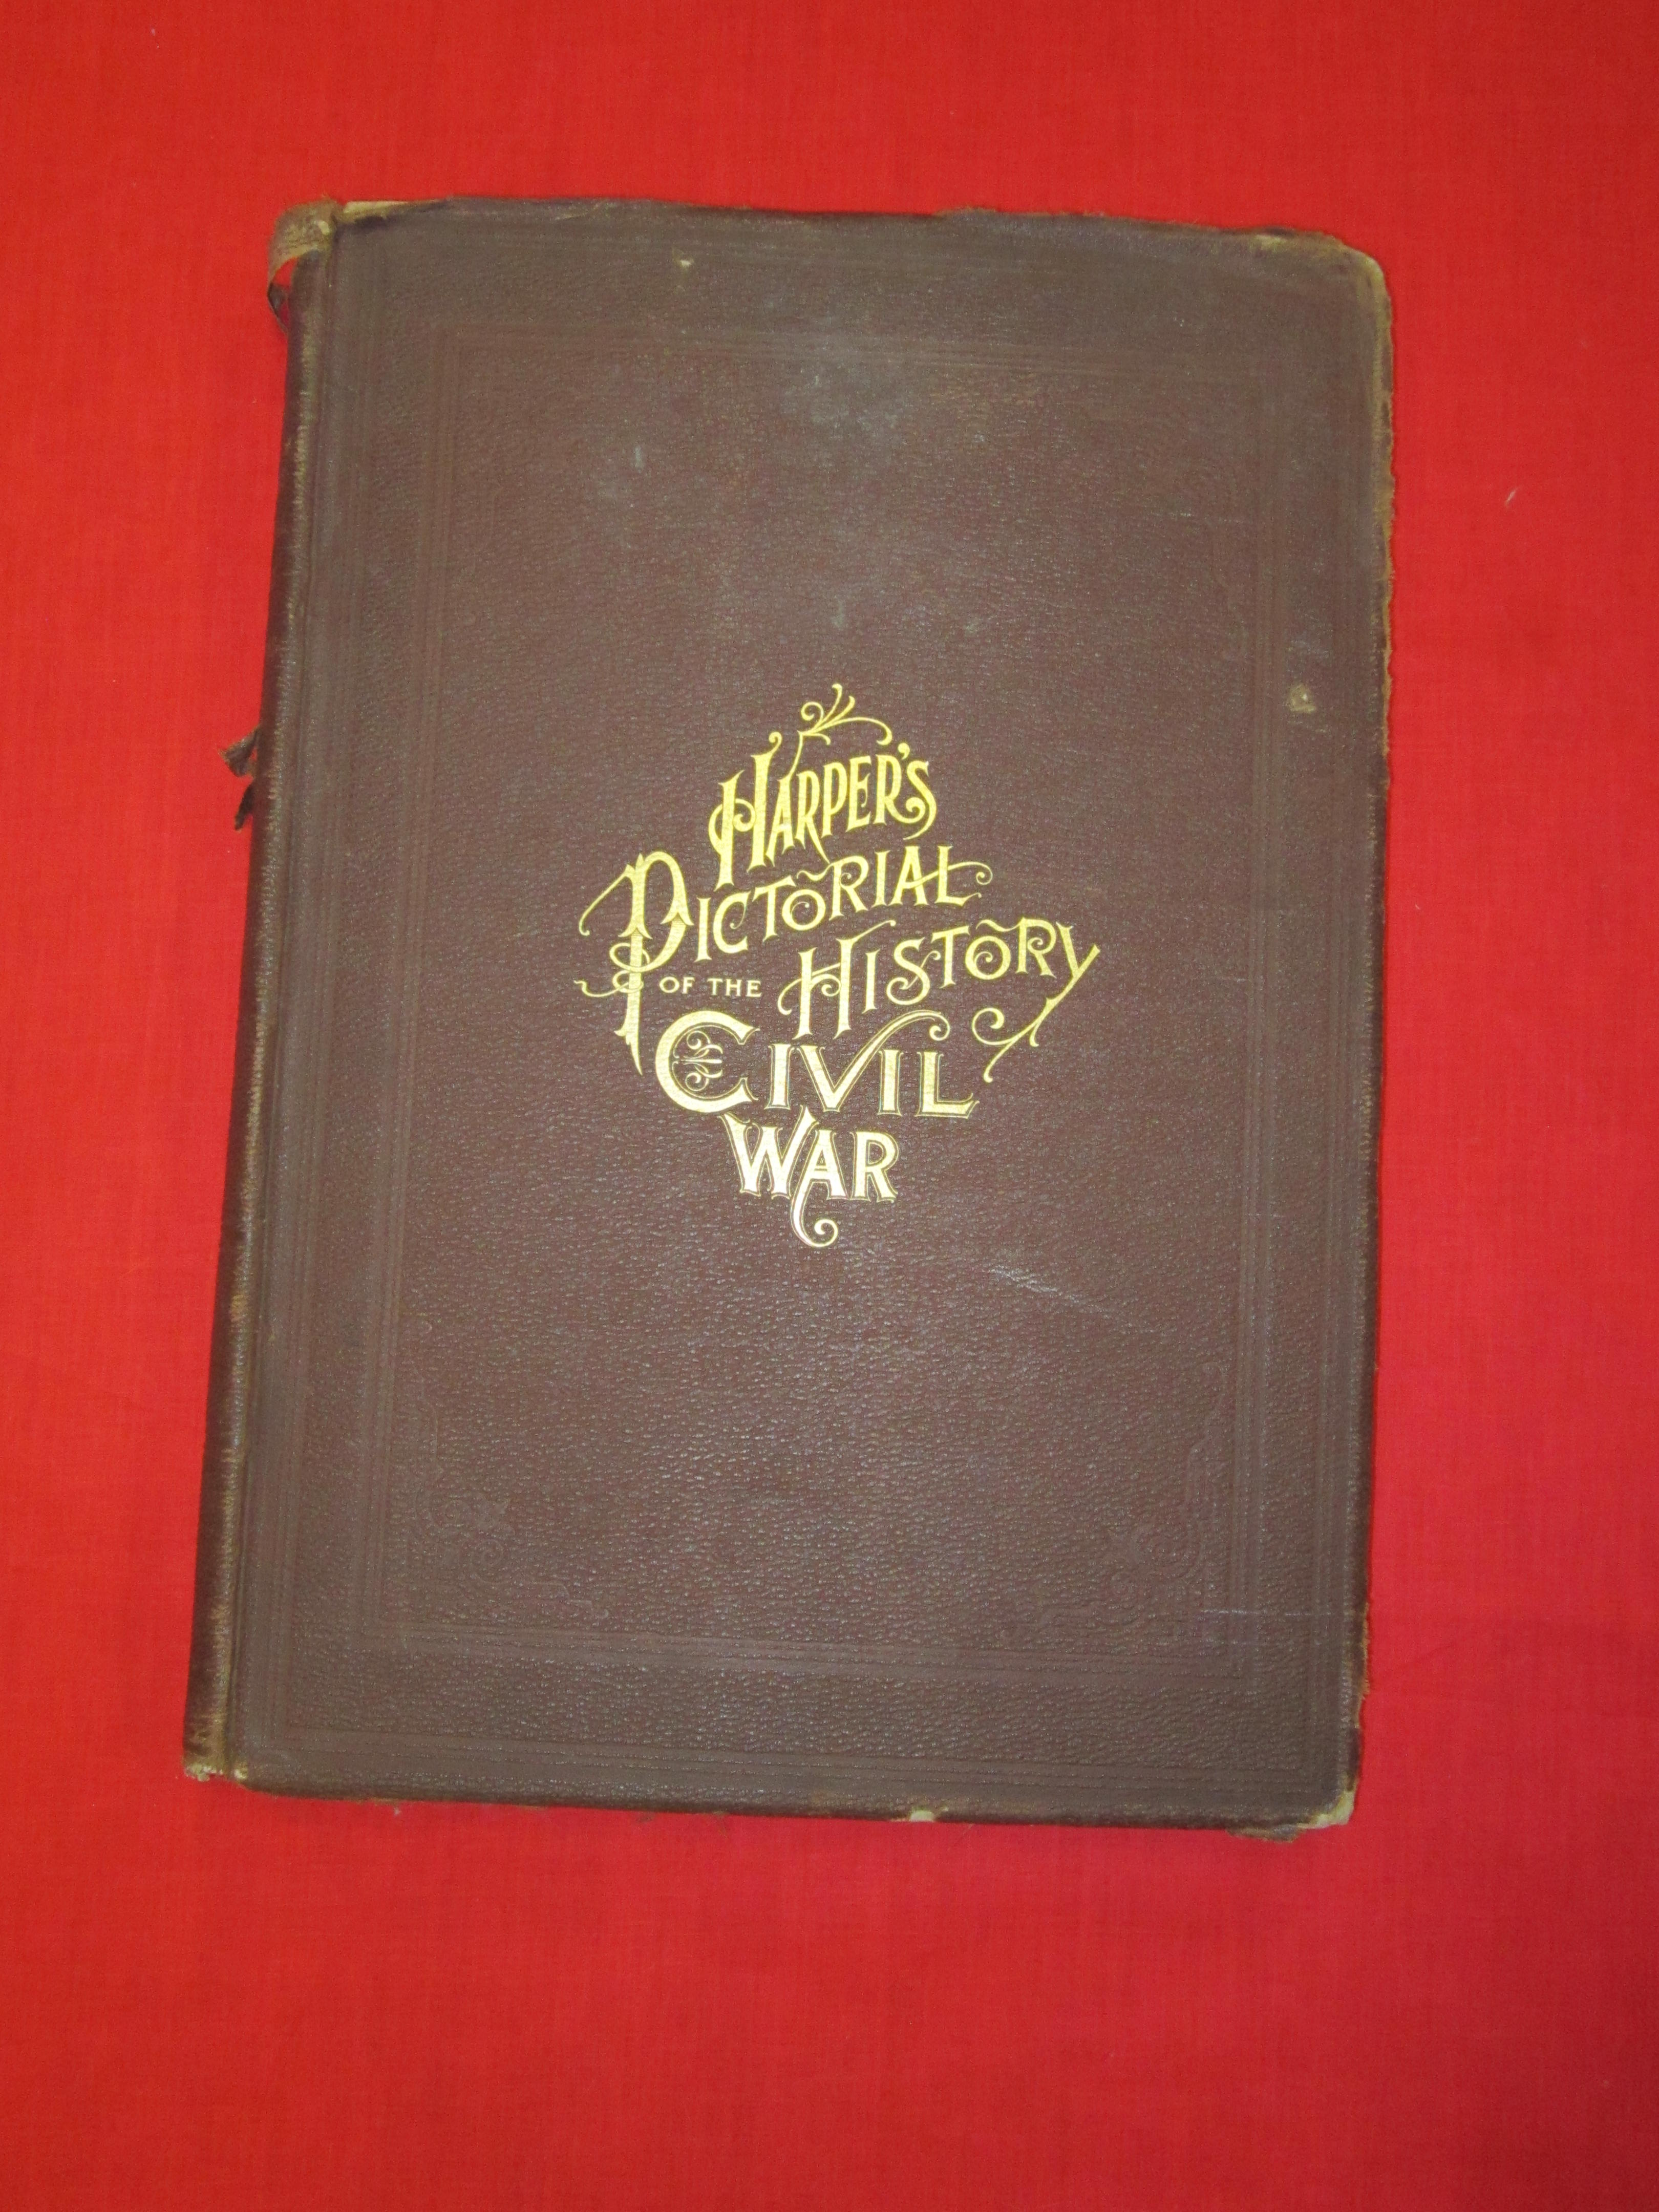 HARPER'S
PICTORIAL
HISTORY
OF THE
CIVIL
WAR